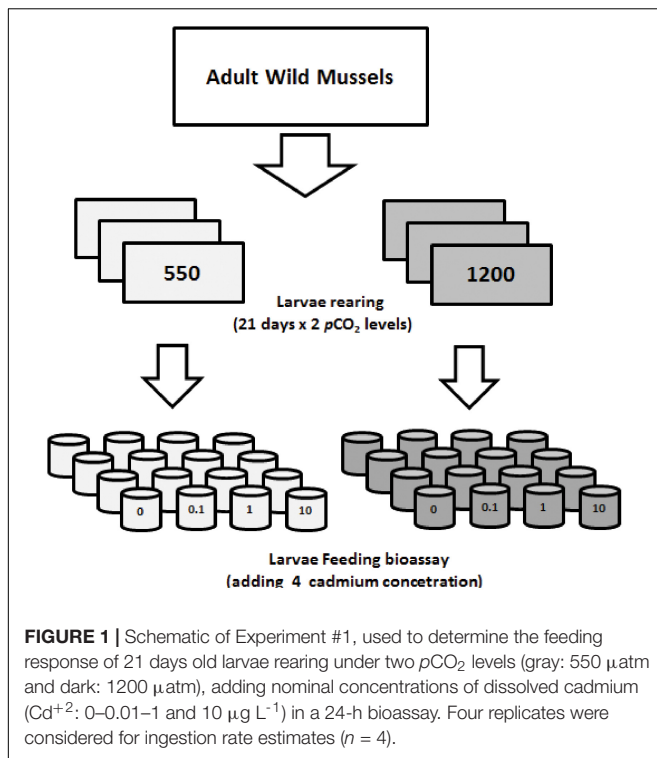 Adult Wild Mussels
550
1200
Larvae rearing
(21 days x 2 pCO₂ levels)
0 0.1 1 10
0 0.1 1 10
Larvae Feeding bioassay
(adding 4 cadmium concetration)
FIGURE 1 | Schematic of Experiment #1, used to determine the feeding
response of 21 days old larvae rearing under two pCO₂ levels (gray: 550 μatm
and dark: 1200 μatm), adding nominal concentrations of dissolved cadmium
(Cd⁺²: 0–0.01–1 and 10 μg L⁻¹) in a 24-h bioassay. Four replicates were
considered for ingestion rate estimates (n = 4).